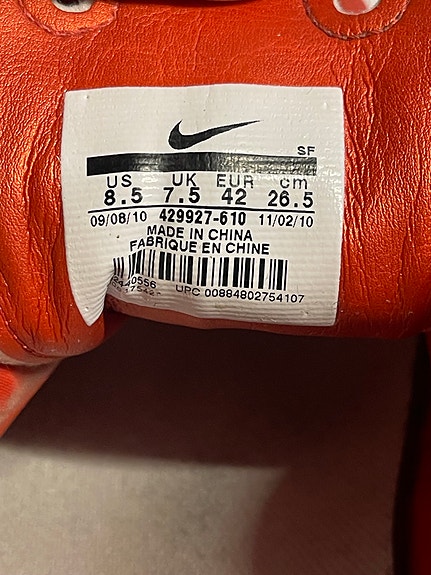 SF
US UK EUR cm
8.5 7.5 42 26.5
09/08/10 429927-610 11/02/10
MADE IN CHINA
FABRIQUE EN CHINE
UPC 00884802754107